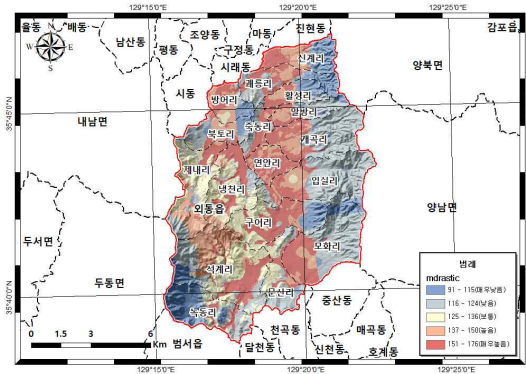 129°15'0"E
129°20'0"E
129°25'0"E
율동
배동
남산동
평동
조양동
구정동
마동
시래동
진현동
감포읍
양북면
시동
내남면
신계리
괘릉리
방어리
활성리
말방리
북토리
죽동리
개곡리
제내리
연안리
입실리
냉천리
외동읍
구어리
모화리
석계리
문산리
녹동리
양남면
두서면
두동면
범서읍
달천동
천곡동
신천동
중산동
매곡동
호계동
35°45'0"N
35°40'0"N
N
W
E
S
0 1.5 3 6
Km
범례
mdrastic
91 - 115(매우낮음)
116 - 124(낮음)
125 - 136(보통)
137 - 150(높음)
151 - 176(매우높음)
129°15'0"E
129°20'0"E
129°25'0"E